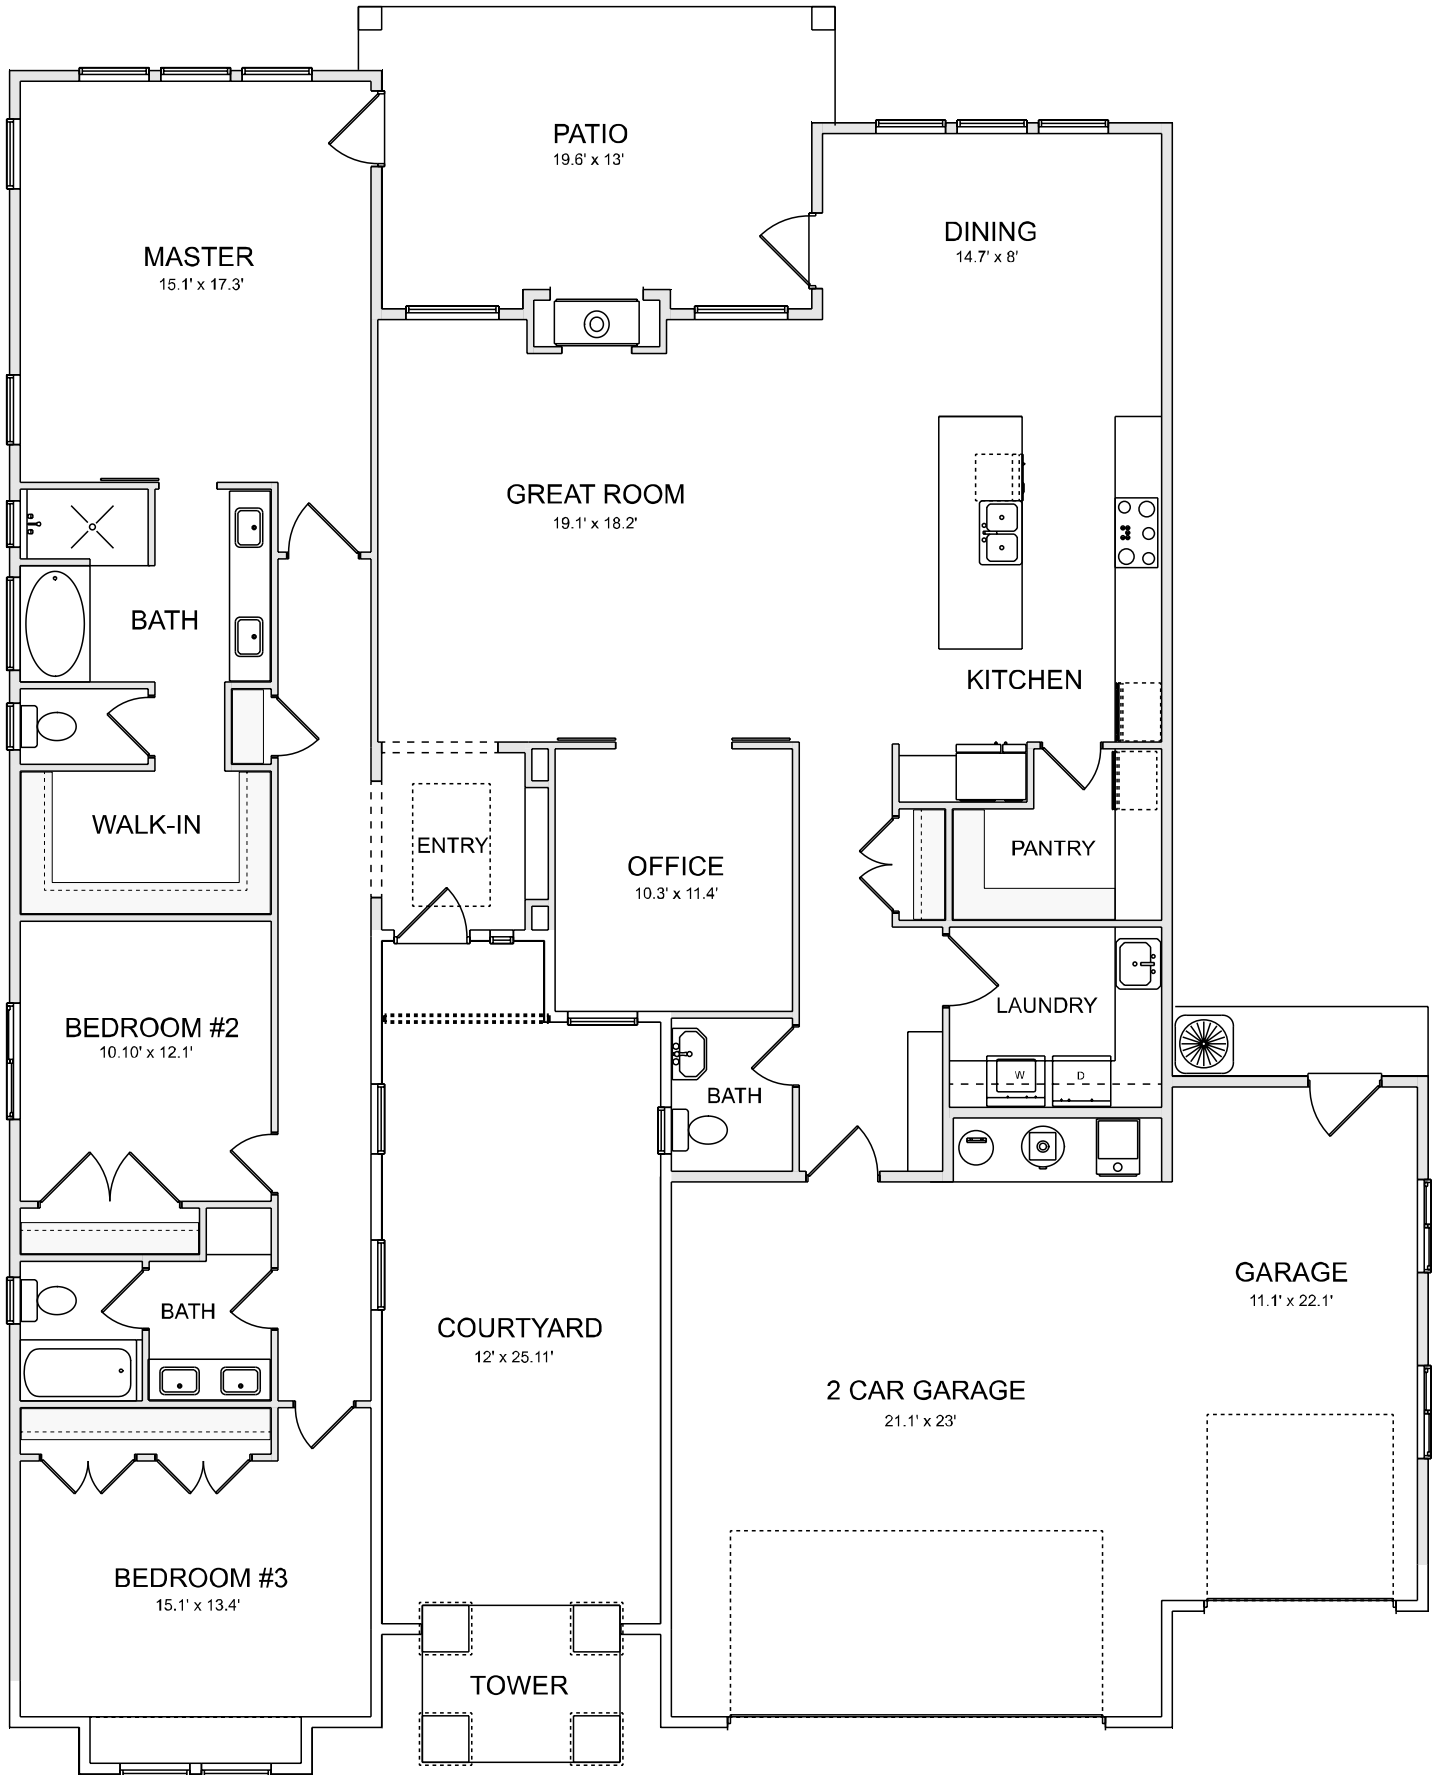 PATIO
19.6' x 13'
DINING
14.7' x 8'
MASTER
15.1' x 17.3'
GREAT ROOM
19.1' x 18.2'
BATH
KITCHEN
WALK-IN
ENTRY
OFFICE
10.3' x 11.4'
PANTRY
BEDROOM #2
10.10' x 12.1'
LAUNDRY
W
D
BATH
GARAGE
11.1' x 22.1'
BATH
COURTYARD
12' x 25.11'
2 CAR GARAGE
21.1' x 23'
BEDROOM #3
15.1' x 13.4'
TOWER